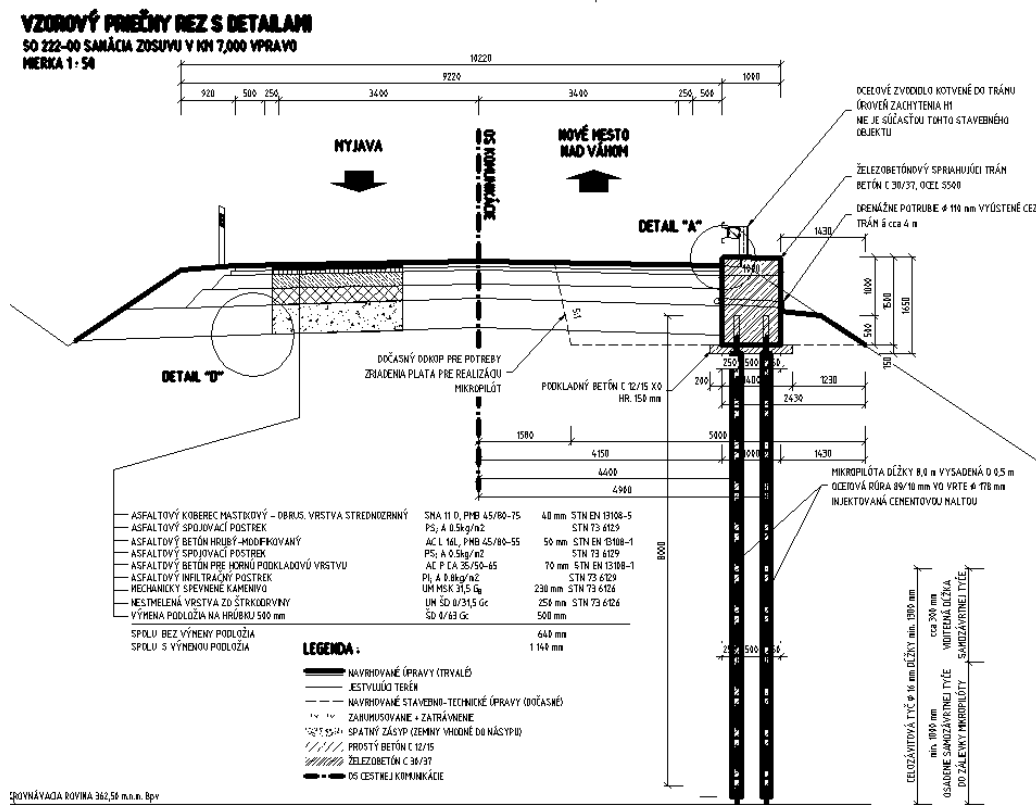 VZOROVÝ PRIEČNY REZ S DETAILAMI
SO 222-00 SANÁCIA ZOSUVU V KM 7,000 VPRAVO
MIERKA 1:50
10220
9220
1000
920
500
250
3400
3400
250
500
MYJAVA
OS KOMUNIKÁCIE
NOVÉ MESTO
NAD VÁHOM
OCEĽOVÉ ZVODIDLO KOTVENÉ DO TRÁMU
ÚROVEŇ ZACHYTENIA H1
NIE JE SÚČASŤOU TOHTO STAVEBNÉHO
OBJEKTU
ŽELEZOBETÓNOVÝ SPRIAHUJÚCI TRÁM
BETÓN C 30/37, OCEĽ S500
DRENÁŽNE POTRUBIE Ø 110 mm VYÚSTENÉ CEZ
TRÁM á cca 4 m
DETAIL "A"
1430
1000
1000
1500
1650
500
150
5:1
DETAIL "D"
DOČASNÝ ODKOP PRE POTREBY
ZRIADENIA PLATA PRE REALIZÁCIU
MIKROPILÓT
PODKLADNÝ BETÓN C 12/15 X0
HR. 150 mm
250
500
200
1400
1230
2430
1580
5000
4150
1000
1430
4400
4900
MIKROPILÓTA DĹŽKY 8,0 m VYSADENÁ O 0,5 m
OCEĽOVÁ RÚRA 89/10 mm VO VRTE Ø 178 mm
INJEKTOVANÁ CEMENTOVOU MALTOU
8000
ASFALTOVÝ KOBEREC MASTIXOVÝ - OBRUS. VRSTVA STREDNOZRNNÝ SMA 11 O, PMB 45/80-75 40 mm STN EN 13108-5
ASFALTOVÝ SPOJOVACÍ POSTREK PS; A 0.5kg/m2 STN 73 6129
ASFALTOVÝ BETÓN HRUBÝ-MODIFIKOVANÝ AC L 16L, PMB 45/80-55 50 mm STN EN 13108-1
ASFALTOVÝ SPOJOVACÍ POSTREK PS; A 0.5kg/m2 STN 73 6129
ASFALTOVÝ BETÓN PRE HORNÚ PODKLADOVÚ VRSTVU AC P CA 35/50-65 70 mm STN EN 13108-1
ASFALTOVÝ INFILTRAČNÝ POSTREK PI; A 0.8kg/m2 STN 73 6129
MECHANICKY SPEVNENÉ KAMENIVO UM MSK 31,5 GB 230 mm STN 73 6126
NESTMELENÁ VRSTVA ZO ŠTRKODRVINY UM ŠD 0/31,5 Gc 250 mm STN 73 6126
VÝMENA PODLOŽIA NA HRÚBKU 500 mm ŠD 0/63 Gc 500 mm
SPOLU BEZ VÝMENY PODLOŽIA 640 mm
SPOLU S VÝMENOU PODLOŽIA 1 140 mm
LEGENDA:
NAVRHOVANÉ ÚPRAVY (TRVALÉ)
JESTVUJÚCI TERÉN
NAVRHOVANÉ STAVEBNO-TECHNICKÉ ÚPRAVY (DOČASNÉ)
ZAHUMUSOVANIE + ZATRÁVNENIE
SPATNÝ ZÁSYP (ZEMINY VHODNÉ DO NÁSYPU)
PROSTÝ BETÓN C 12/15
ŽELEZOBETÓN C 30/37
OS CESTNEJ KOMUNIKÁCIE
500
CELOZÁVITOVÁ TYČ Ø 16 mm DĹŽKY min. 1300 mm
cca 300 mm
VIDITEĽNÁ DĹŽKA
SAMOZÁVRTNEJ TYČE
min. 1000 mm
OSADENIE SAMOZÁVRTNEJ TYČE
DO ZÁLIEVKY MIKROPILÓTY
ROVNÁVACIA ROVINA 362,50 m.n.m. Bpv